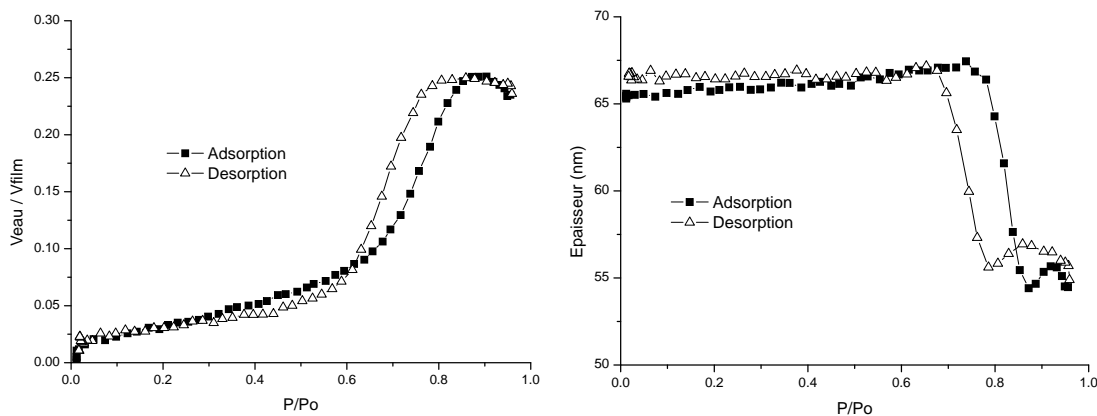 0.30
0.25
0.20
0.15
0.10
0.05
0.00
Veau / Vfilm
Adsorption
Desorption
0.0 0.2 0.4 0.6 0.8 1.0
P/Po
70
65
60
55
50
Epaisseur (nm)
Adsorption
Desorption
0.0 0.2 0.4 0.6 0.8 1.0
P/Po